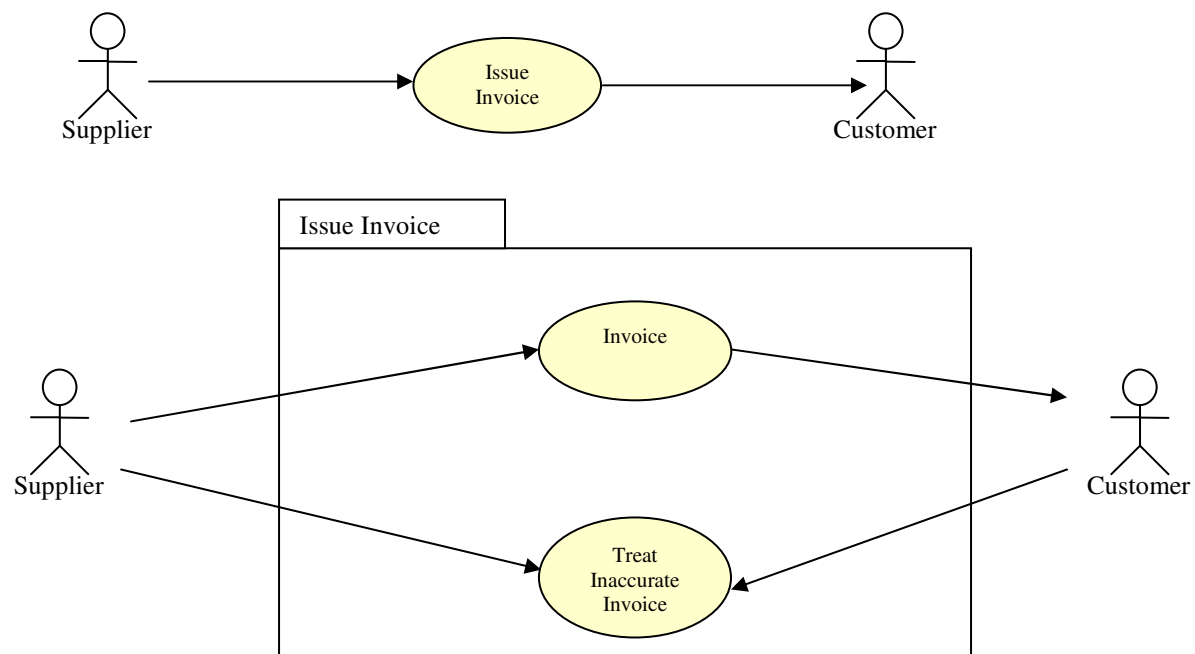 Issue
Invoice
Supplier
Customer
Issue Invoice
Invoice
Supplier
Customer
Treat
Inaccurate
Invoice